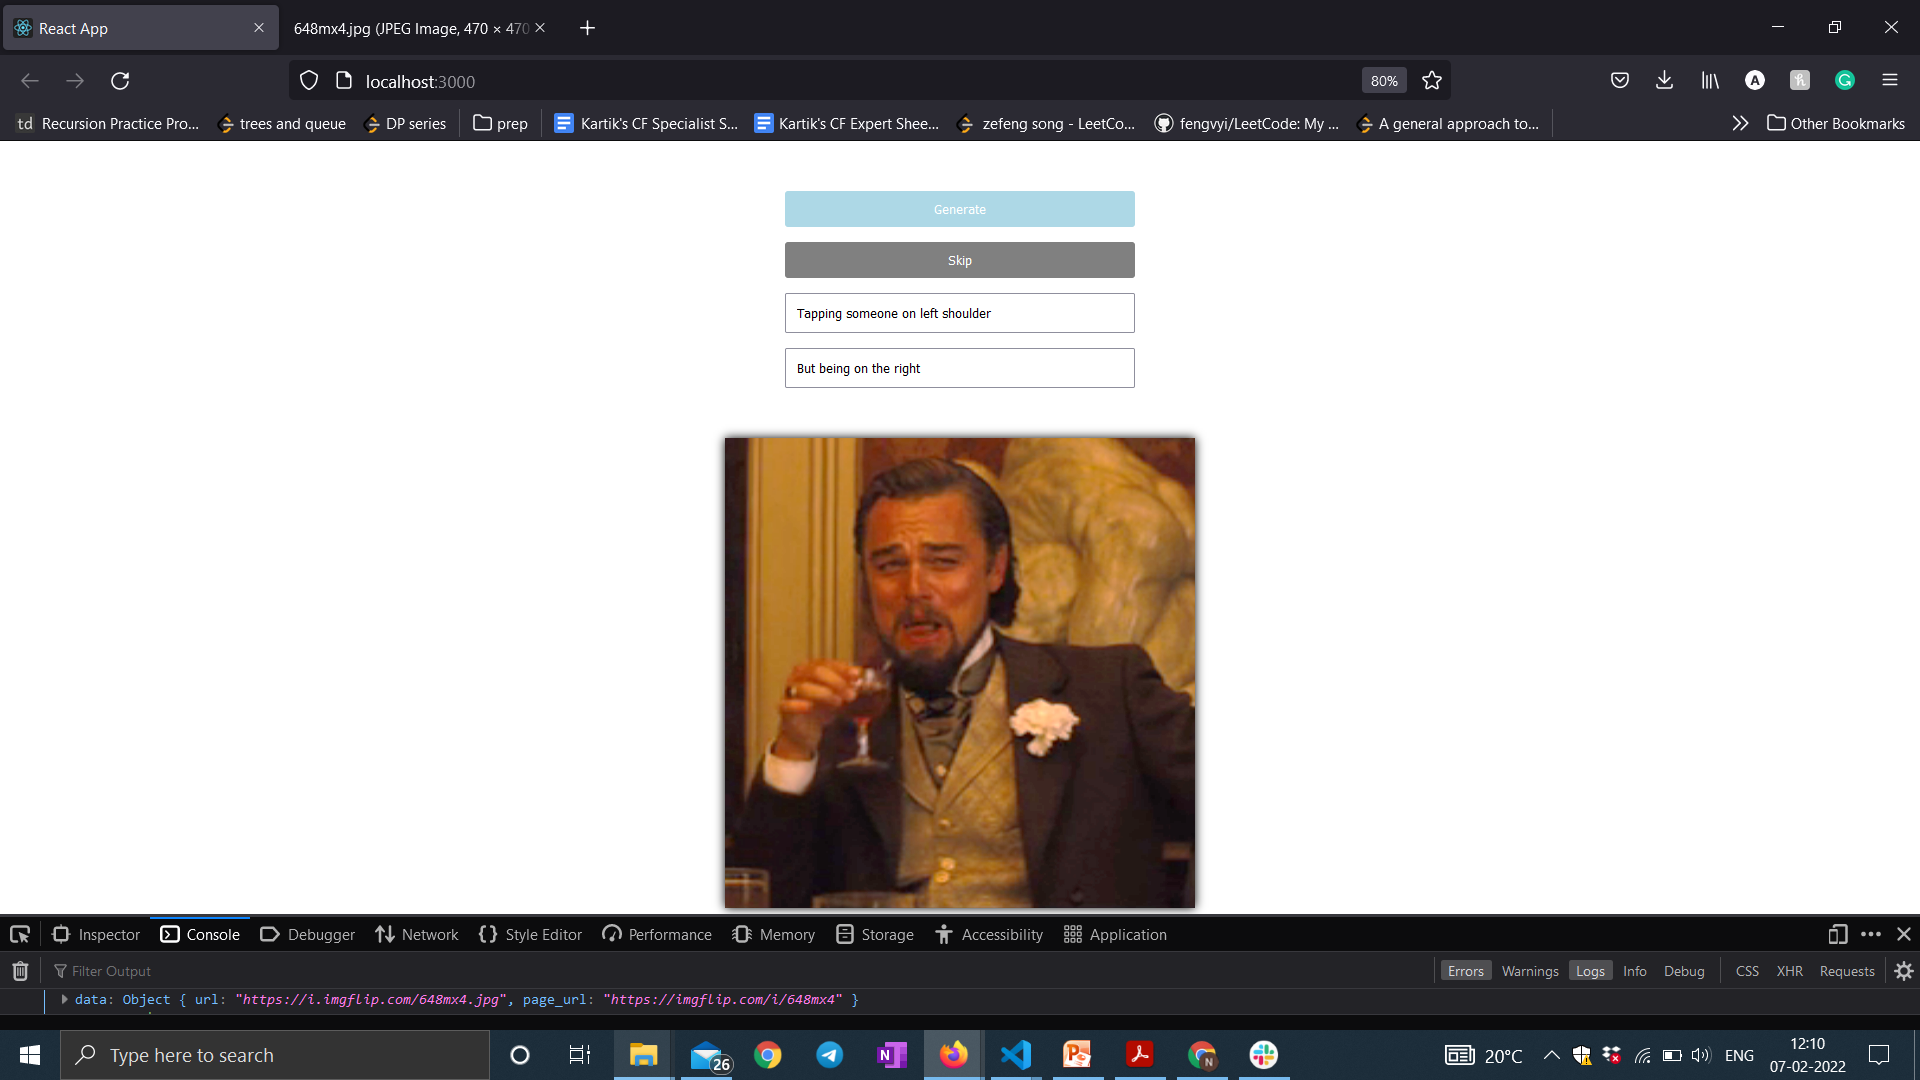 React App
648mx4.jpg (JPEG Image, 470 × 470
localhost:3000
80%
td Recursion Practice Pro...
trees and queue
DP series
prep
Kartik's CF Specialist S...
Kartik's CF Expert Shee...
zefeng song - LeetCo...
fengvyi/LeetCode: My ...
A general approach to...
Other Bookmarks
Generate
Skip
Tapping someone on left shoulder
But being on the right
Inspector
Console
Debugger
Network
Style Editor
Performance
Memory
Storage
Accessibility
Application
Filter Output
Errors
Warnings
Logs
Info
Debug
CSS
XHR
Requests
data: Object { url: "https://i.imgflip.com/648mx4.jpg", page_url: "https://imgflip.com/i/648mx4" }
Type here to search
26
N
20°C
ENG
12:10
07-02-2022